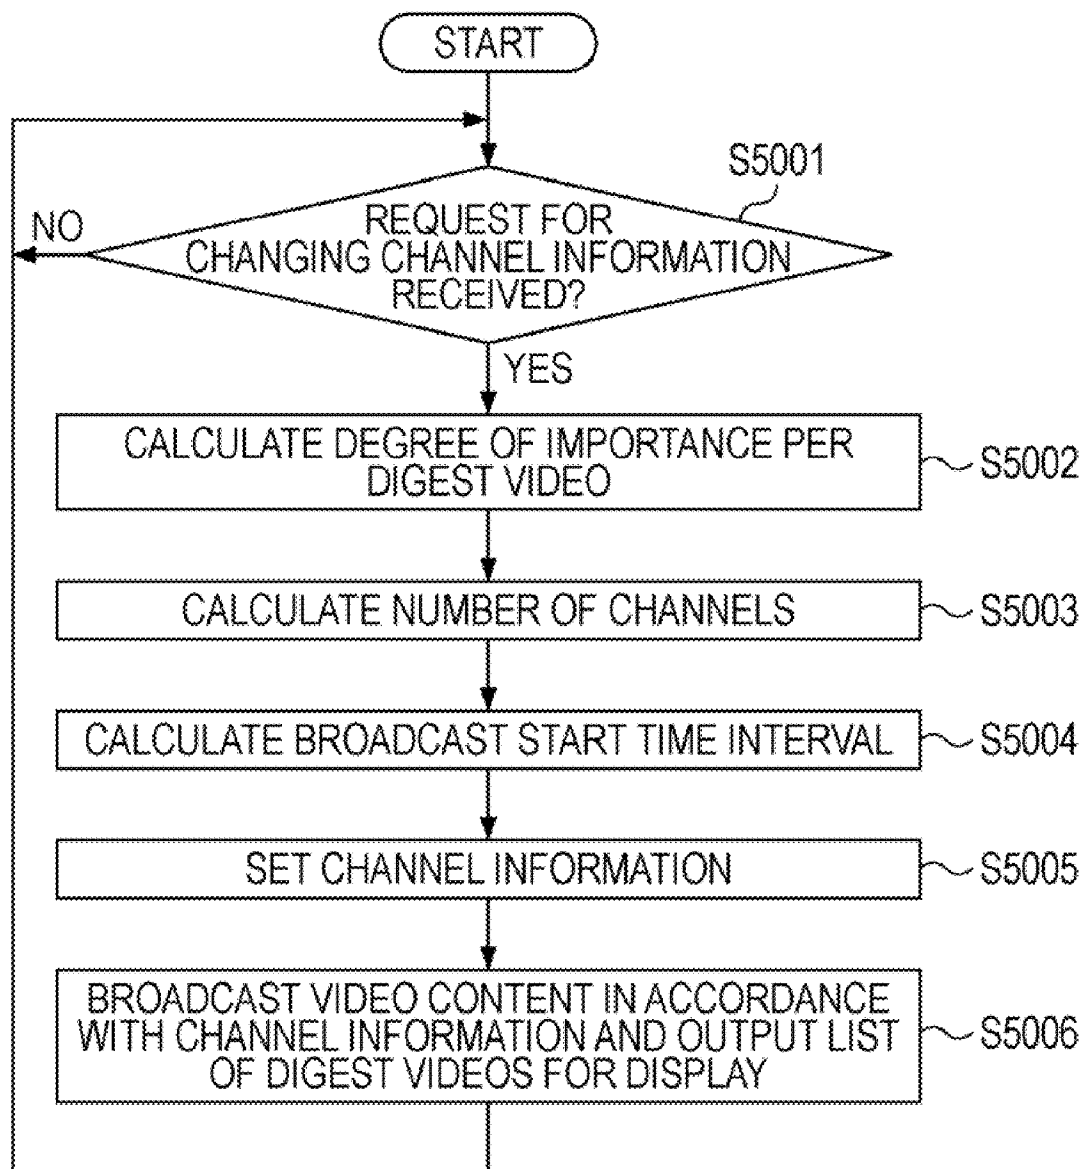 START
S5001
NO
REQUEST FOR
CHANGING CHANNEL INFORMATION
RECEIVED?
YES
CALCULATE DEGREE OF IMPORTANCE PER
DIGEST VIDEO
S5002
CALCULATE NUMBER OF CHANNELS
S5003
CALCULATE BROADCAST START TIME INTERVAL
S5004
SET CHANNEL INFORMATION
S5005
BROADCAST VIDEO CONTENT IN ACCORDANCE
WITH CHANNEL INFORMATION AND OUTPUT LIST
OF DIGEST VIDEOS FOR DISPLAY
S5006